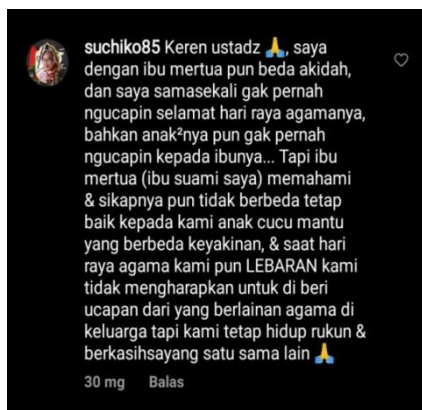 suchiko85 Keren ustadz 🙏, saya
dengan ibu mertua pun beda akidah,
dan saya samasekali gak pernah
ngucapin selamat hari raya agamanya,
bahkan anak²nya pun gak pernah
ngucapin kepada ibunya... Tapi ibu
mertua (ibu suami saya) memahami
& sikapnya pun tidak berbeda tetap
baik kepada kami anak cucu mantu
yang berbeda keyakinan, & saat hari
raya agama kami pun LEBARAN kami
tidak mengharapkan untuk di beri
ucapan dari yang berlainan agama di
keluarga tapi kami tetap hidup rukun &
berkasihsayang satu sama lain 🙏
30 mg Balas